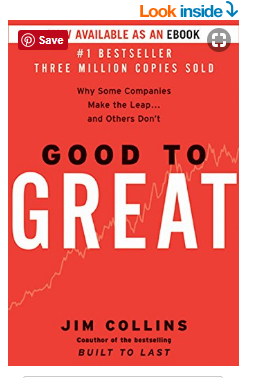 Look inside
NOW AVAILABLE AS AN EBOOK
Save
#1 BESTSELLER
THREE MILLION COPIES SOLD
Why Some Companies
Make the Leap...
and Others Don't
GOOD TO
GREAT
JIM COLLINS
Coauthor of the bestselling
BUILT TO LAST